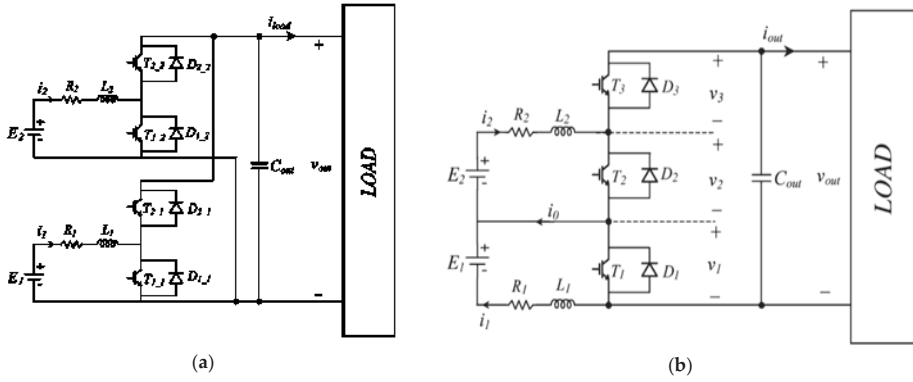 i_load
+
T_2_2
D_2_2
i_2
R_2
L_2
E_2
+
-
T_1_2
D_1_2
C_out
v_out
LOAD
T_2_1
D_2_1
i_1
R_1
L_1
E_1
+
-
T_1_1
D_1_1
-
(a)
i_out
+
+
T_3
D_3
v_3
i_2
R_2
L_2
-
+
E_2
+
-
T_2
D_2
v_2
C_out
v_out
LOAD
i_0
-
+
E_1
+
-
T_1
D_1
v_1
R_1
L_1
-
-
i_1
(b)